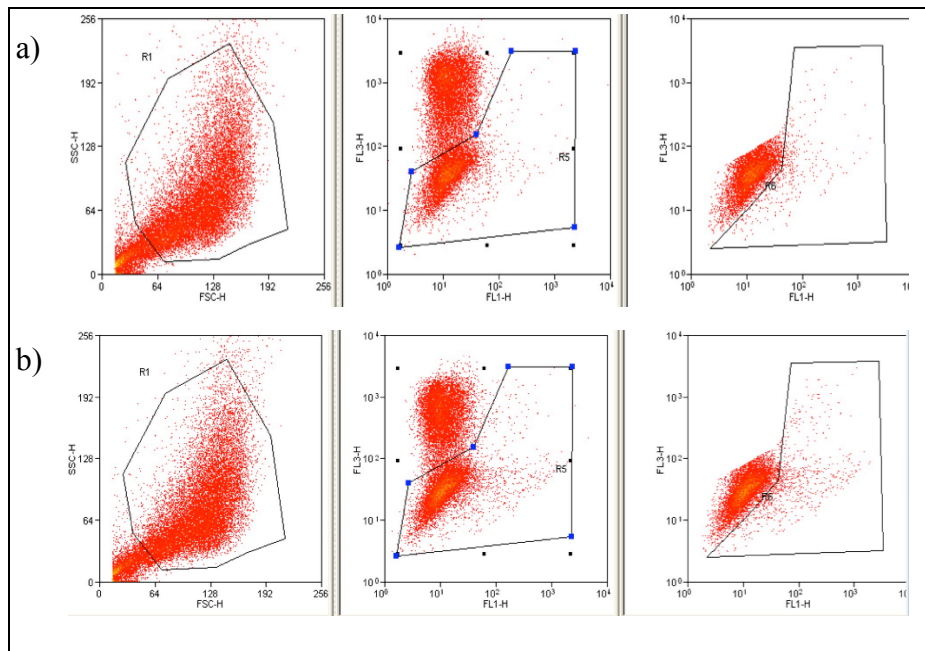 a)
256
192
128
64
0
SSC-H
R1
0 64 128 192 256
FSC-H
10⁴
10³
10²
10¹
10⁰
FL3-H
R5
10⁰ 10¹ 10² 10³ 10⁴
FL1-H
10⁴
10³
10²
10¹
10⁰
FL3-H
R6
10⁰ 10¹ 10² 10³
FL1-H
b)
256
192
128
64
0
SSC-H
R1
0 64 128 192 256
FSC-H
10⁴
10³
10²
10¹
10⁰
FL3-H
R5
10⁰ 10¹ 10² 10³ 10⁴
FL1-H
10⁴
10³
10²
10¹
10⁰
FL3-H
R6
10⁰ 10¹ 10² 10³
FL1-H